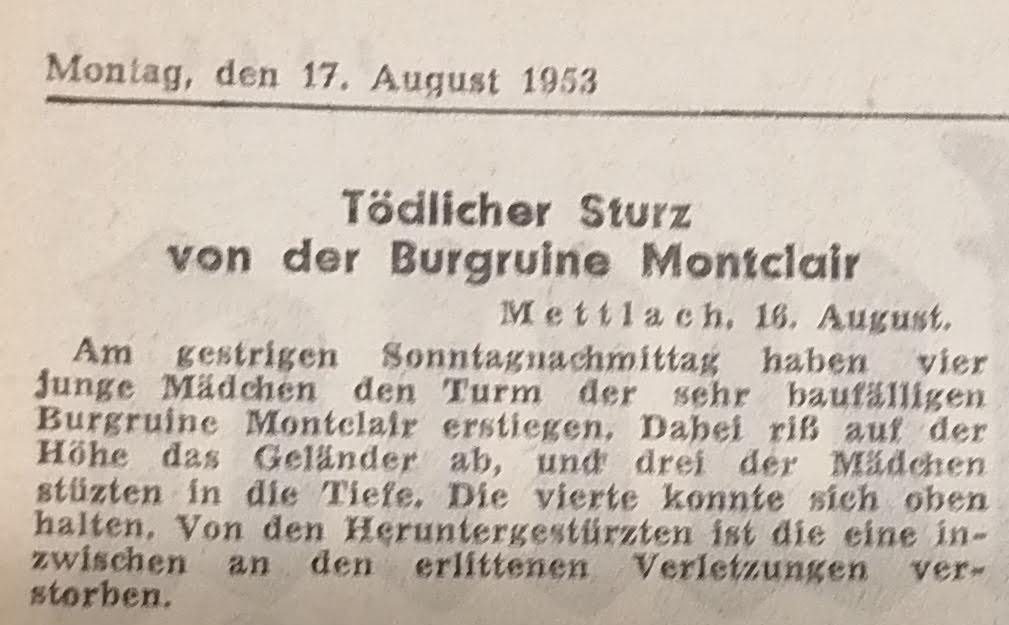 Montag, den 17. August 1953
Tödlicher Sturz
von der Burgruine Montclair
Mettlach, 16. August.
Am gestrigen Sonntagnachmittag haben vier
junge Mädchen den Turm der sehr baufälligen
Burgruine Montclair erstiegen. Dabei riß auf der
Höhe das Geländer ab, und drei der Mädchen
stüzten in die Tiefe. Die vierte konnte sich oben
halten. Von den Heruntergestürzten ist die eine in-
zwischen an den erlittenen Verletzungen ver-
storben.